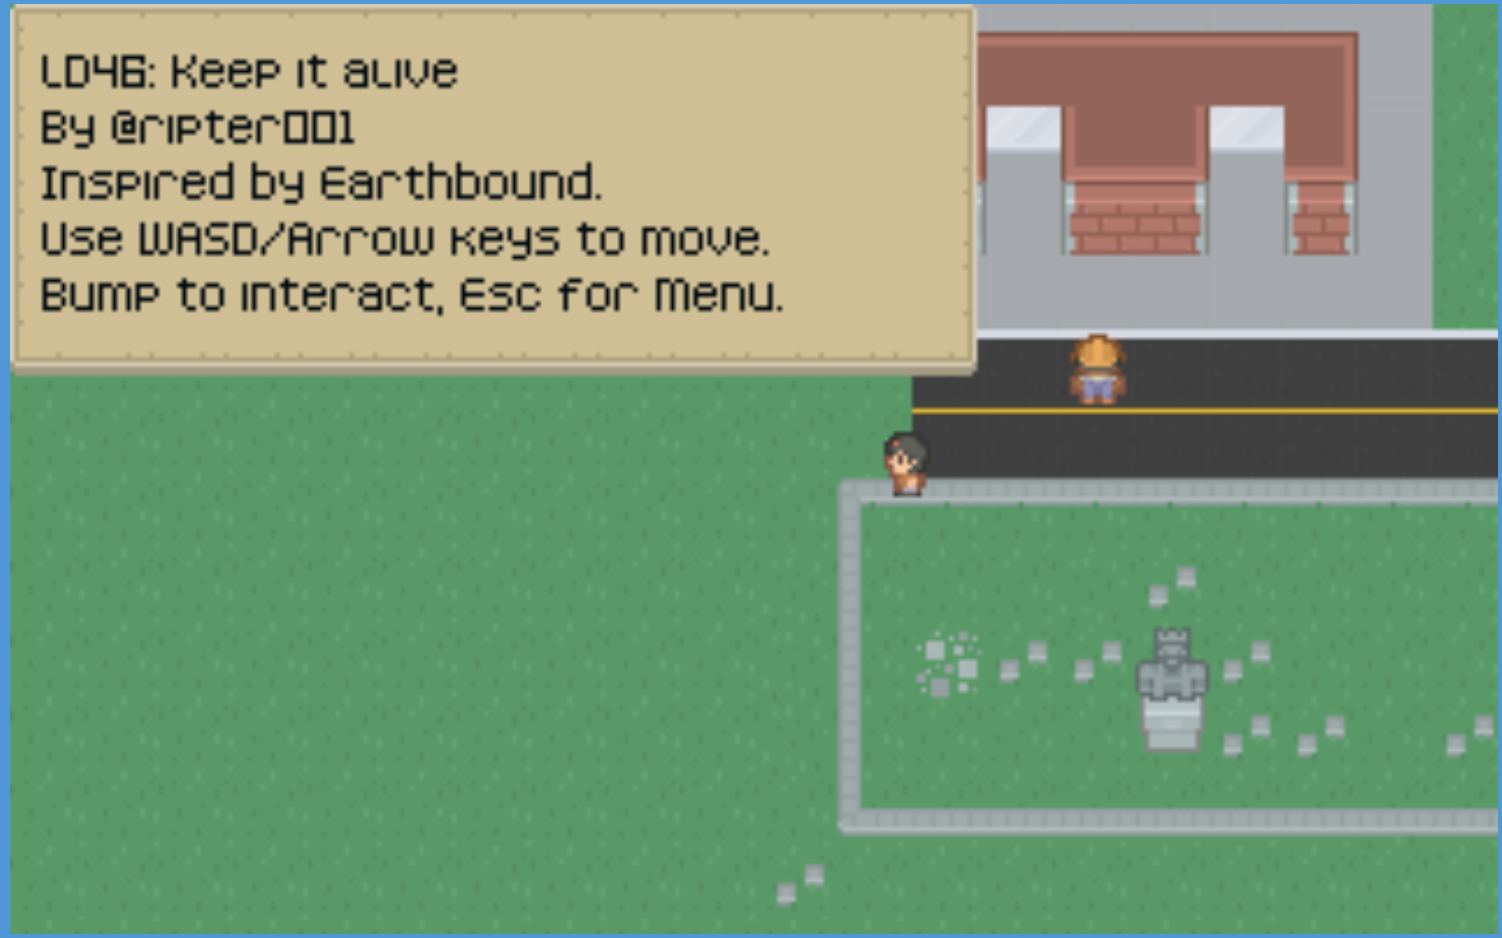 LD46: Keep it alive
By @ripter001
Inspired by Earthbound.
Use WASD/Arrow keys to move.
Bump to interact, Esc for Menu.